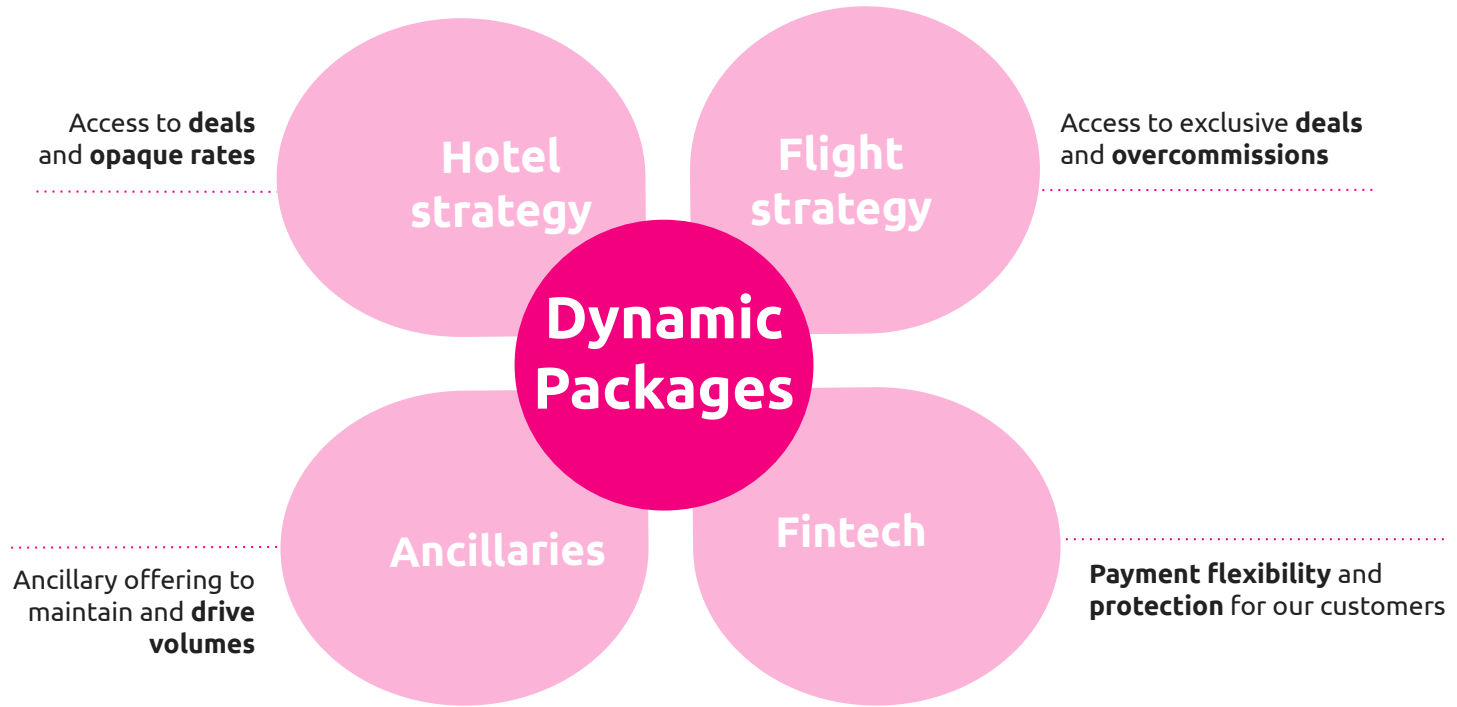 Access to deals
and opaque rates
Hotel
strategy
Flight
strategy
Access to exclusive deals
and overcommissions
Dynamic
Packages
Ancillaries
Ancillary offering to
maintain and drive
volumes
Fintech
Payment flexibility and
protection for our customers